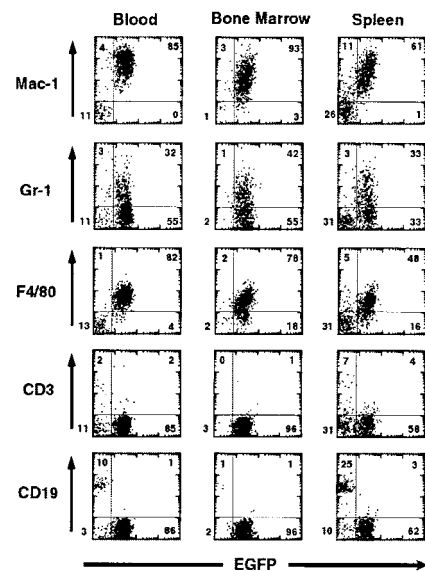 Blood Bone Marrow Spleen
4 85 3 93 11 61
Mac-1
11 0 1 3 26 1
3 32 1 42 3 33
Gr-1
11 55 2 55 31 33
1 82 2 78 5 48
F4/80
13 4 2 18 31 16
2 2 0 1 7 4
CD3
11 85 3 96 31 58
10 1 1 1 25 3
CD19
3 86 2 96 10 62
EGFP